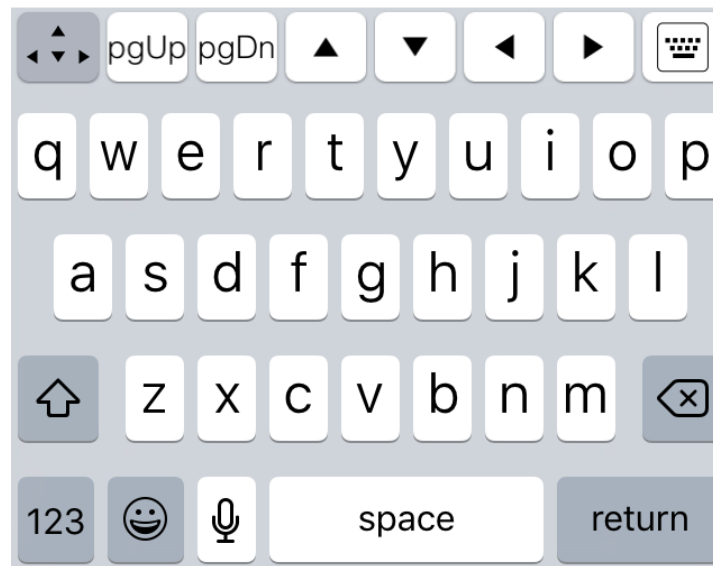 pgUp pgDn
q w e r t y u i o p
a s d f g h j k l
z x c v b n m
123 space return